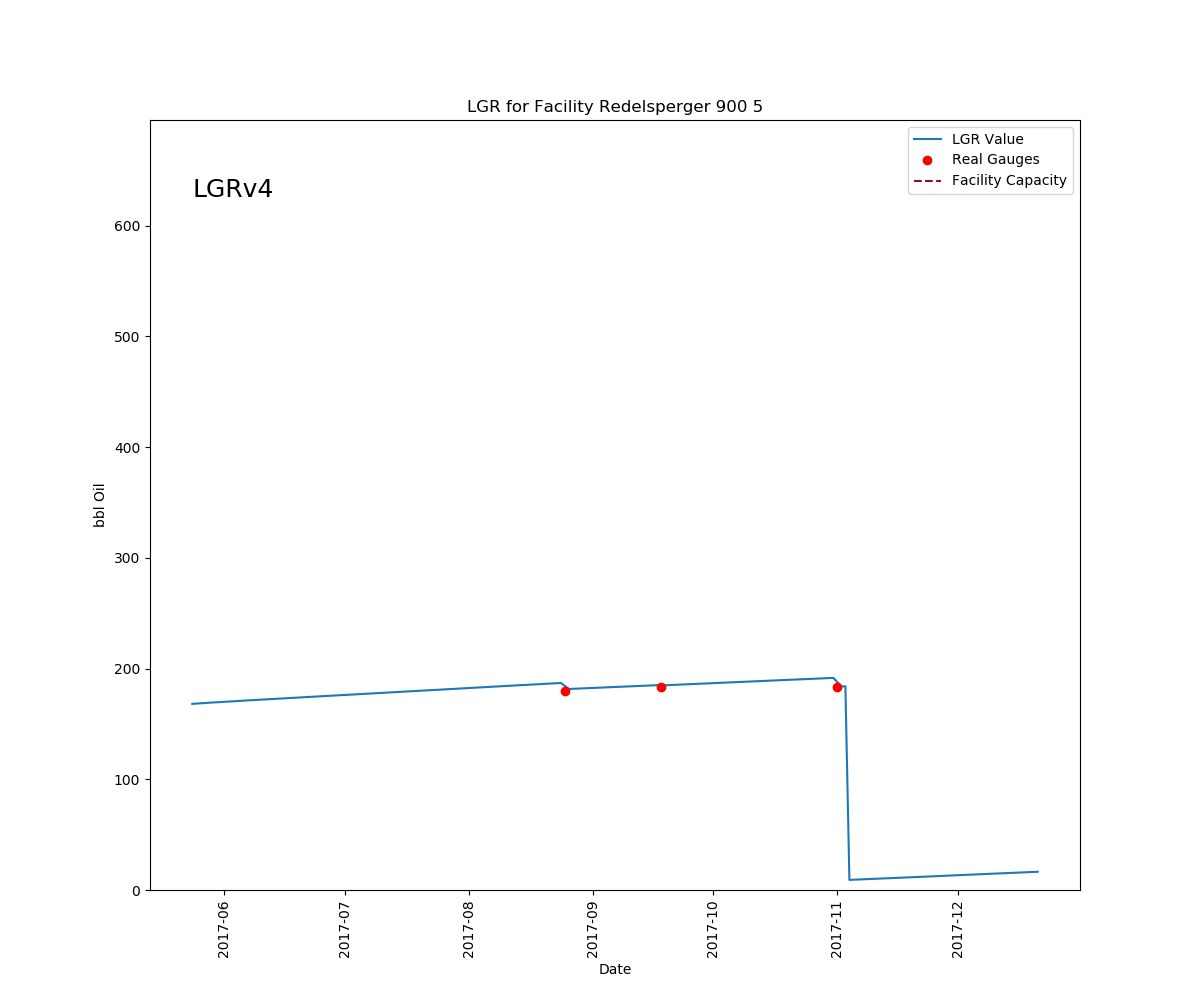 LGR for Facility Redelsperger 900 5
LGRv4
LGR Value
Real Gauges
Facility Capacity
bbl Oil
600
500
400
300
200
100
0
2017-06
2017-07
2017-08
2017-09
2017-10
2017-11
2017-12
Date